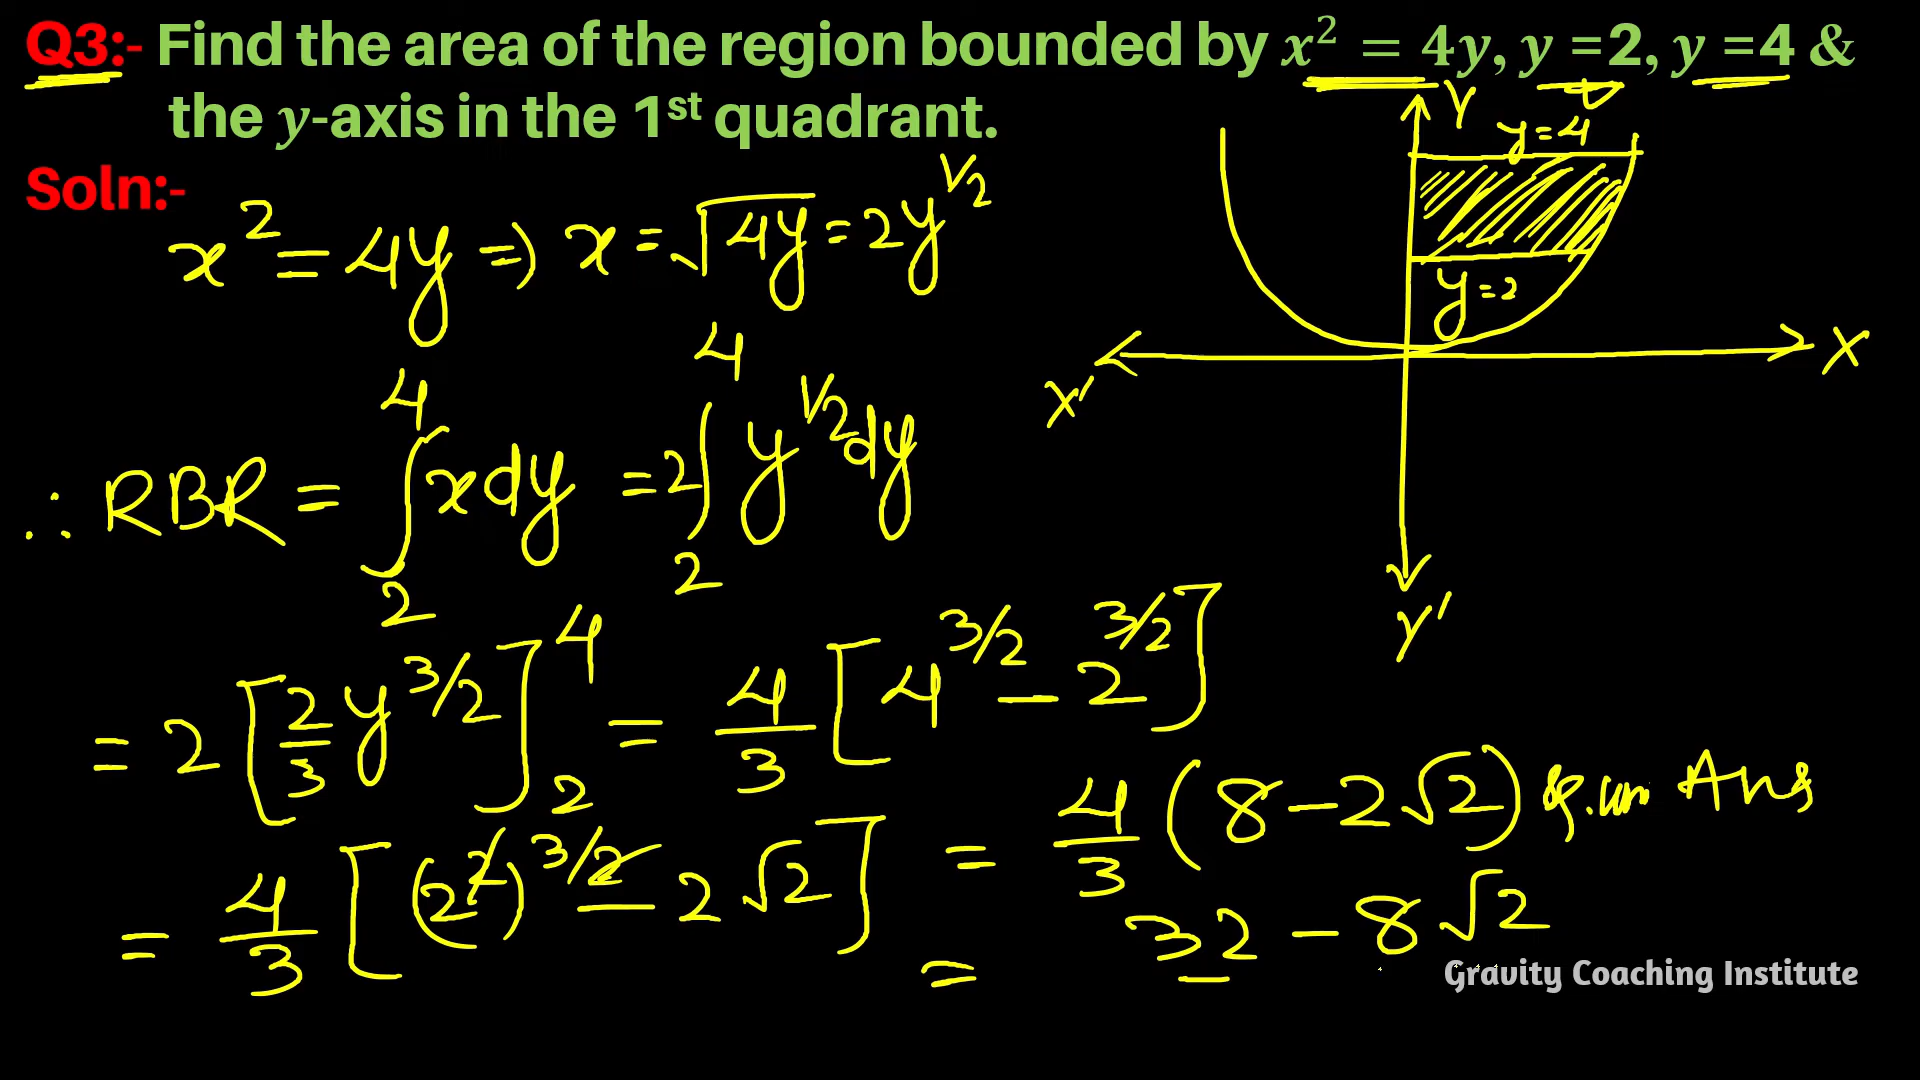 Q3:- Find the area of the region bounded by x² = 4y, y =2, y =4 &
the y-axis in the 1st quadrant.
Soln:-
x² = 4y ⇒ x = √4y = 2y^1/2
∴ RBR = ∫₂⁴ x dy = 2∫₂⁴ y^1/2 dy
= 2 [2/3 y^3/2]₂⁴ = 4/3 [4^3/2 − 2^3/2]
= 4/3 [(2²)^3/2 − 2√2] = 4/3 (8 − 2√2) sq. un Ans
= 32 − 8√2
Y
y=4
y=2
X
X'
Y'
Gravity Coaching Institute